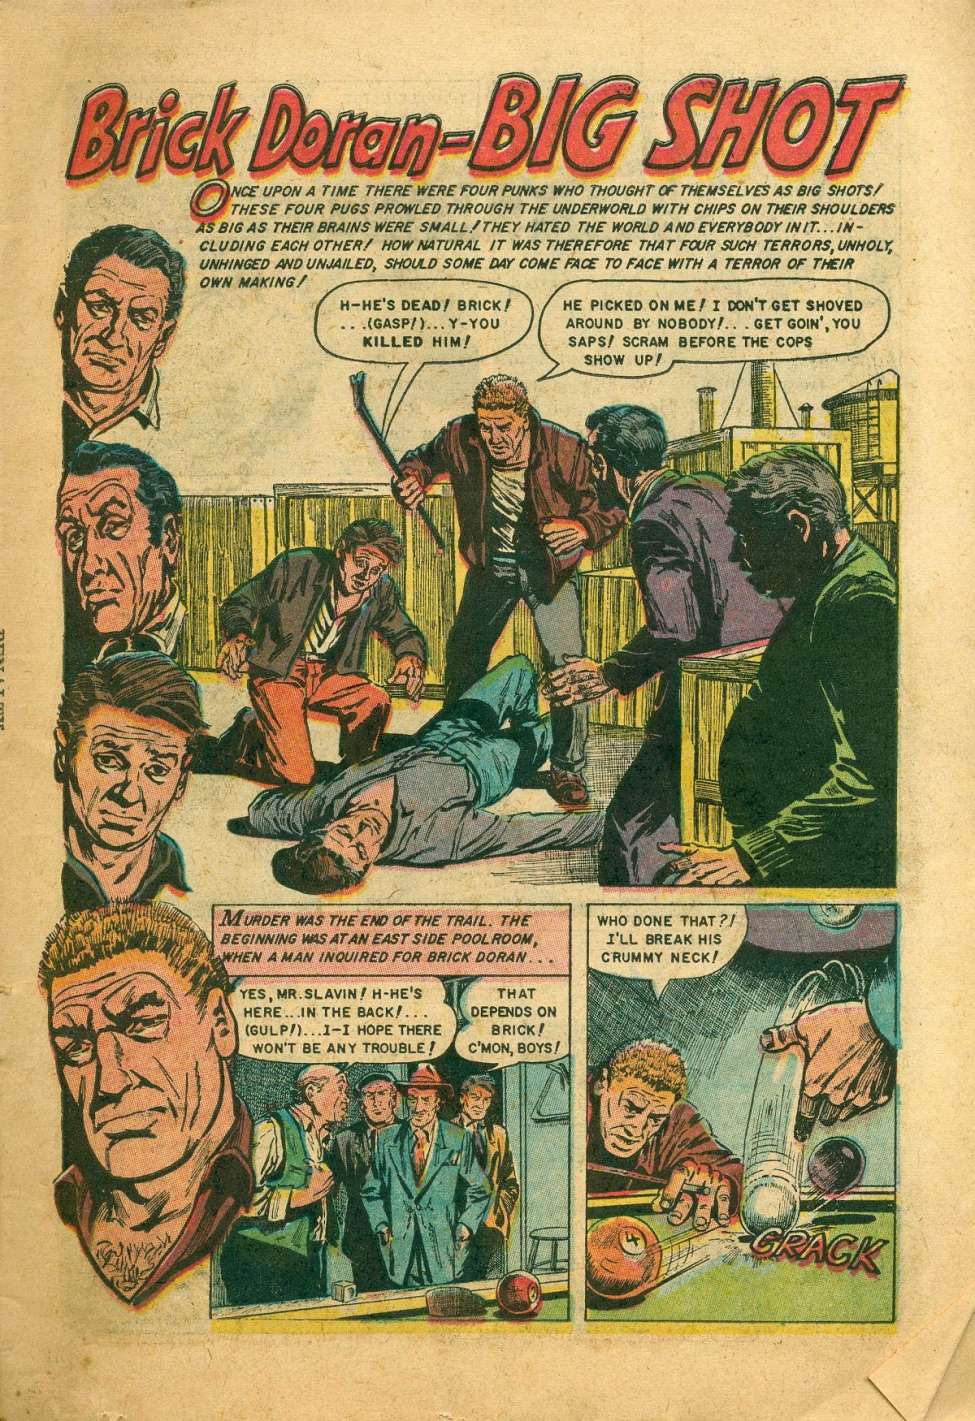 Brick Doran-BIG SHOT
ONCE UPON A TIME THERE WERE FOUR PUNKS WHO THOUGHT OF THEMSELVES AS BIG SHOTS!
THESE FOUR PUGS PROWLED THROUGH THE UNDERWORLD WITH CHIPS ON THEIR SHOULDERS
AS BIG AS THEIR BRAINS WERE SMALL! THEY HATED THE WORLD AND EVERYBODY IN IT...IN-
CLUDING EACH OTHER! HOW NATURAL IT WAS THEREFORE THAT FOUR SUCH TERRORS, UNHOLY,
UNHINGED AND UNJAILED, SHOULD SOME DAY COME FACE TO FACE WITH A TERROR OF THEIR
OWN MAKING!
H-HE'S DEAD! BRICK!
...(GASP!)...Y-YOU
KILLED HIM!
HE PICKED ON ME! I DON'T GET SHOVED
AROUND BY NOBODY!...GET GOIN', YOU
SAPS! SCRAM BEFORE THE COPS
SHOW UP!
MURDER WAS THE END OF THE TRAIL. THE
BEGINNING WAS AT AN EAST SIDE POOLROOM,
WHEN A MAN INQUIRED FOR BRICK DORAN...
YES, MR. SLAVIN! H-HE'S
HERE...IN THE BACK!...
(GULP!)...I-I HOPE THERE
WON'T BE ANY TROUBLE!
THAT
DEPENDS ON
BRICK!
C'MON, BOYS!
WHO DONE THAT?!
I'LL BREAK HIS
CRUMMY NECK!
4
CRACK